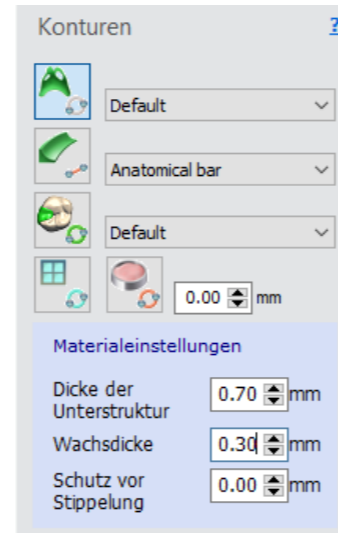 Konturen ?
Default
Anatomical bar
Default
0.00 mm
Materialeinstellungen
Dicke der
Unterstruktur 0.70 mm
Wachsdicke 0.30 mm
Schutz vor
Stippelung 0.00 mm